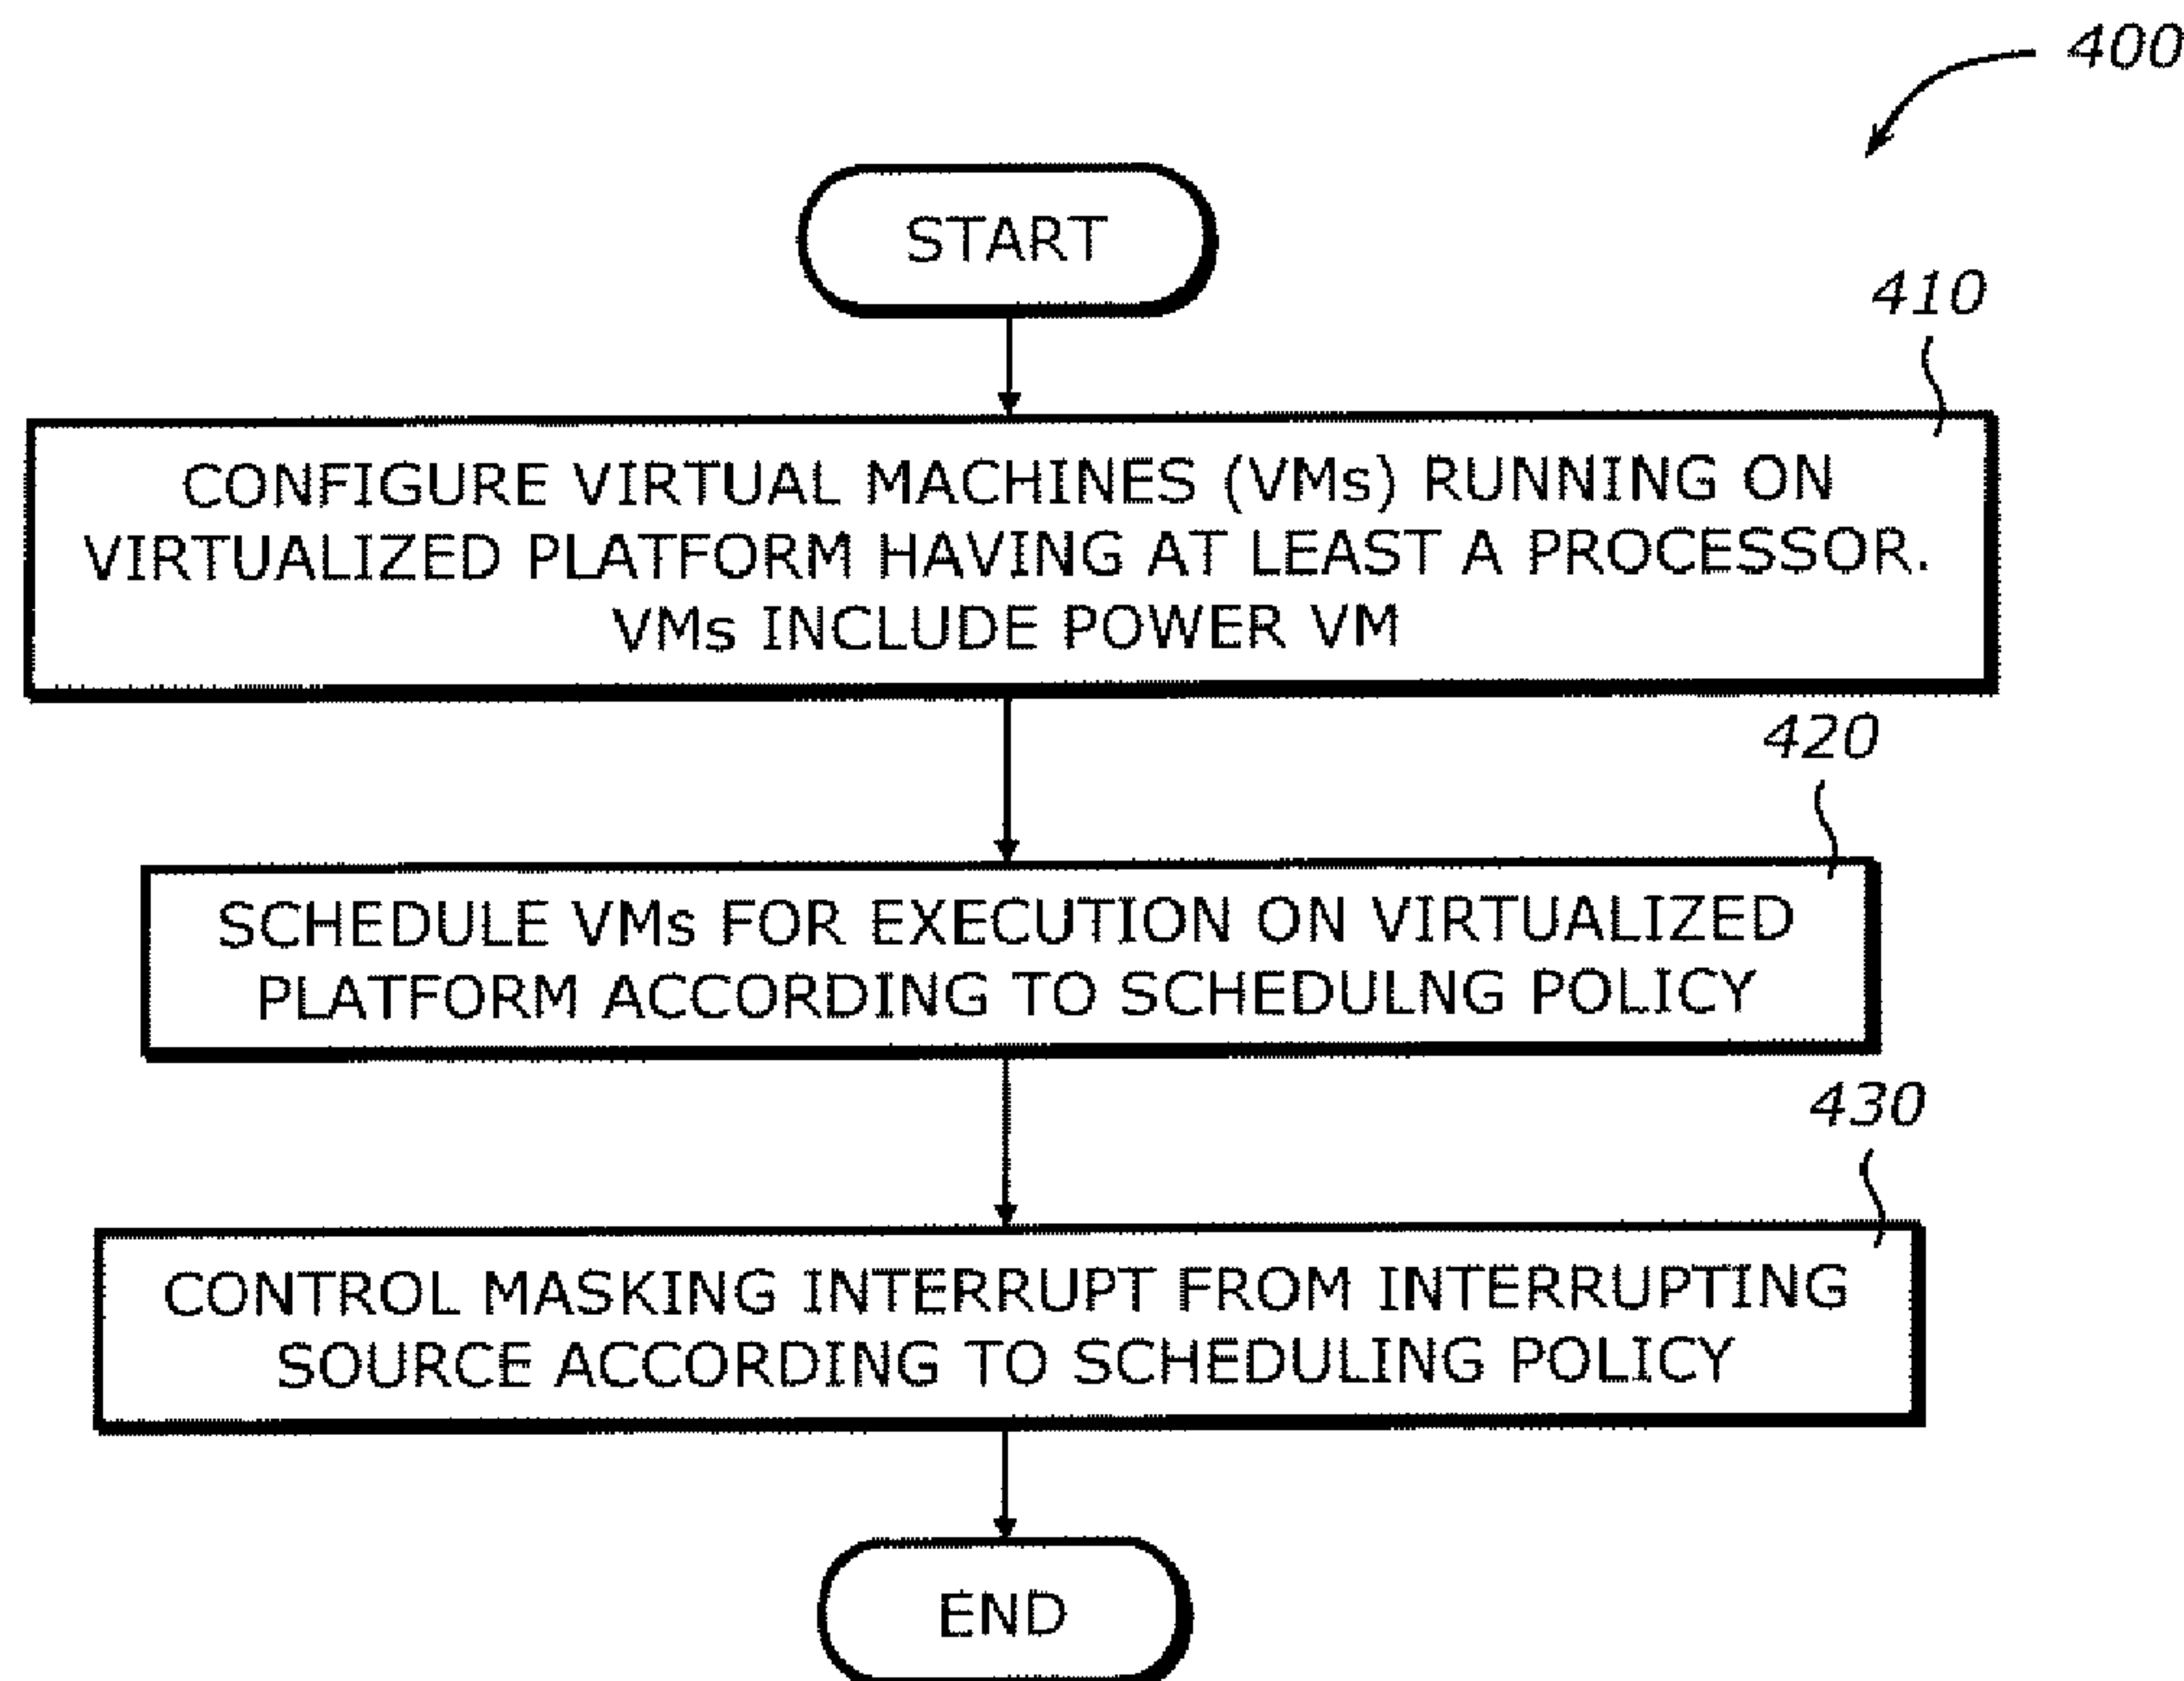 400
START
410
CONFIGURE VIRTUAL MACHINES (VMs) RUNNING ON
VIRTUALIZED PLATFORM HAVING AT LEAST A PROCESSOR.
VMs INCLUDE POWER VM
420
SCHEDULE VMs FOR EXECUTION ON VIRTUALIZED
PLATFORM ACCORDING TO SCHEDULNG POLICY
430
CONTROL MASKING INTERRUPT FROM INTERRUPTING
SOURCE ACCORDING TO SCHEDULING POLICY
END